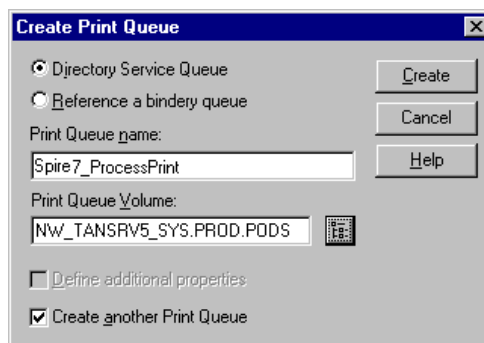 Create Print Queue
Directory Service Queue
Create
Reference a bindery queue
Cancel
Print Queue name:
Help
Spire7_ProcessPrint
Print Queue Volume:
NW_TANSRV5_SYS.PROD.PODS
Define additional properties
Create another Print Queue